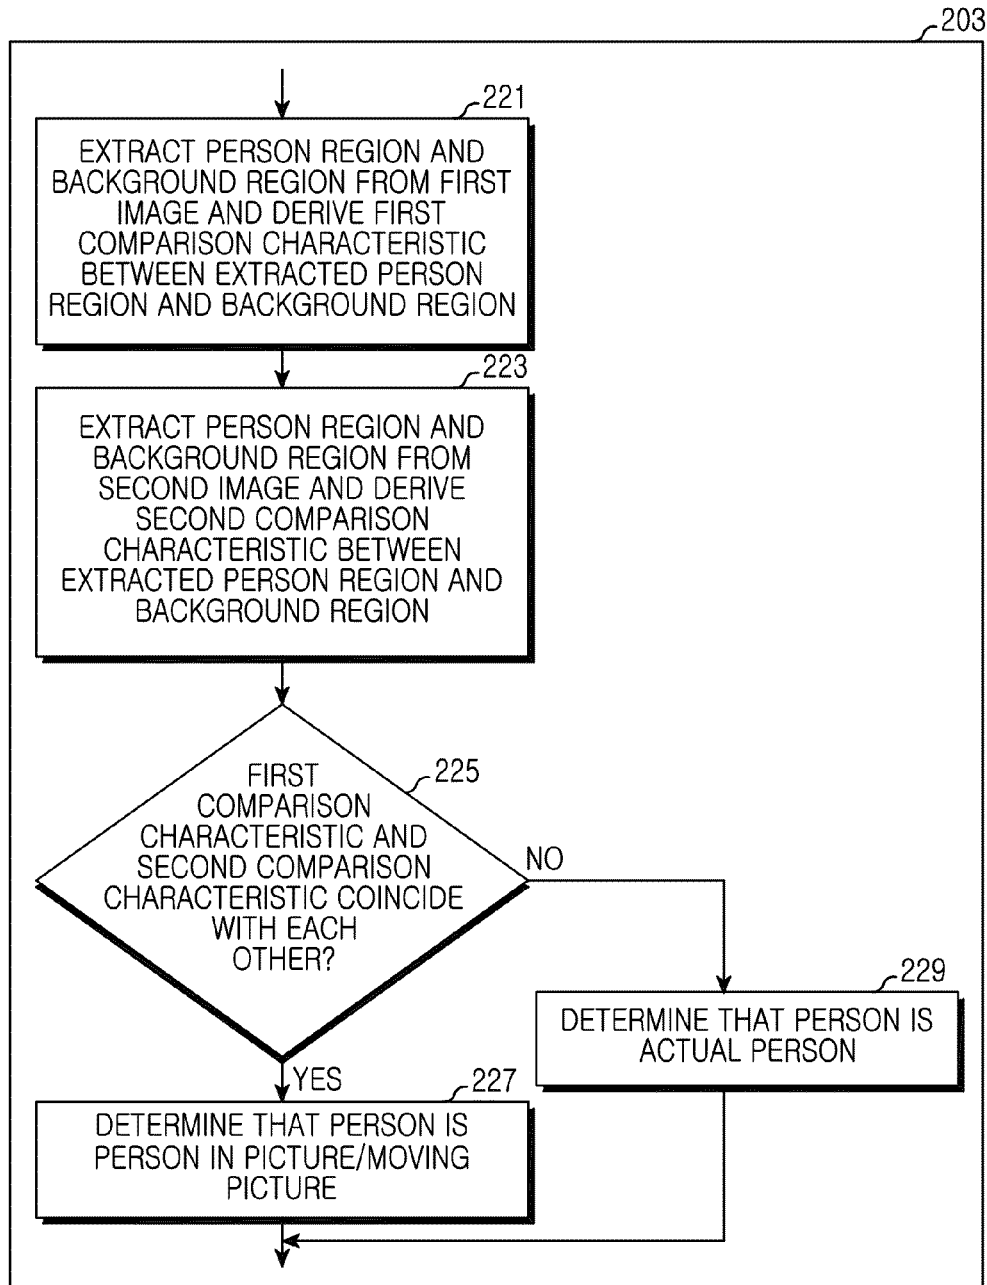 203
221
EXTRACT PERSON REGION AND
BACKGROUND REGION FROM FIRST
IMAGE AND DERIVE FIRST
COMPARISON CHARACTERISTIC
BETWEEN EXTRACTED PERSON
REGION AND BACKGROUND REGION
223
EXTRACT PERSON REGION AND
BACKGROUND REGION FROM
SECOND IMAGE AND DERIVE
SECOND COMPARISON
CHARACTERISTIC BETWEEN
EXTRACTED PERSON REGION AND
BACKGROUND REGION
225
FIRST
COMPARISON
CHARACTERISTIC AND
SECOND COMPARISON
CHARACTERISTIC COINCIDE
WITH EACH
OTHER?
NO
229
DETERMINE THAT PERSON IS
ACTUAL PERSON
YES
227
DETERMINE THAT PERSON IS
PERSON IN PICTURE/MOVING
PICTURE